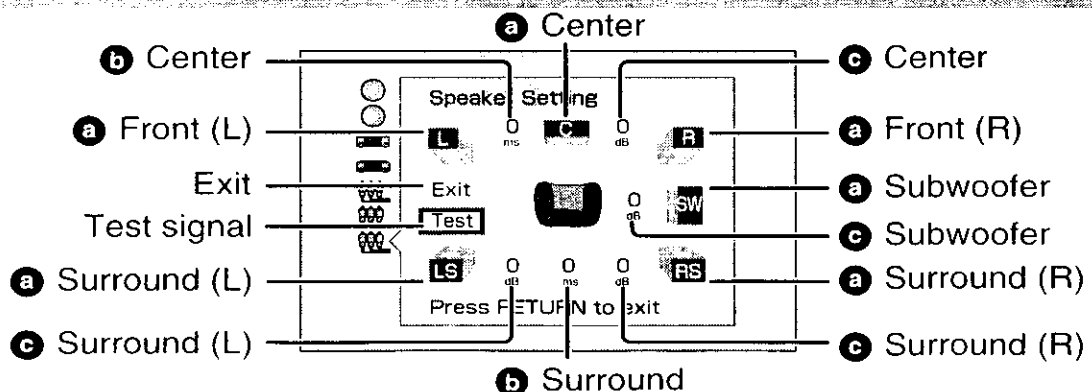 a Center
b Center
c Center
Speaker Setting
a Front (L)
L
0 ms
C
0 dB
R
a Front (R)
Exit
Exit
a Subwoofer
SW
0 dB
Test signal
Test
c Subwoofer
a Surround (L)
LS
0 dB
0 ms
0 dB
RS
a Surround (R)
Press RETURN to exit
c Surround (L)
c Surround (R)
b Surround